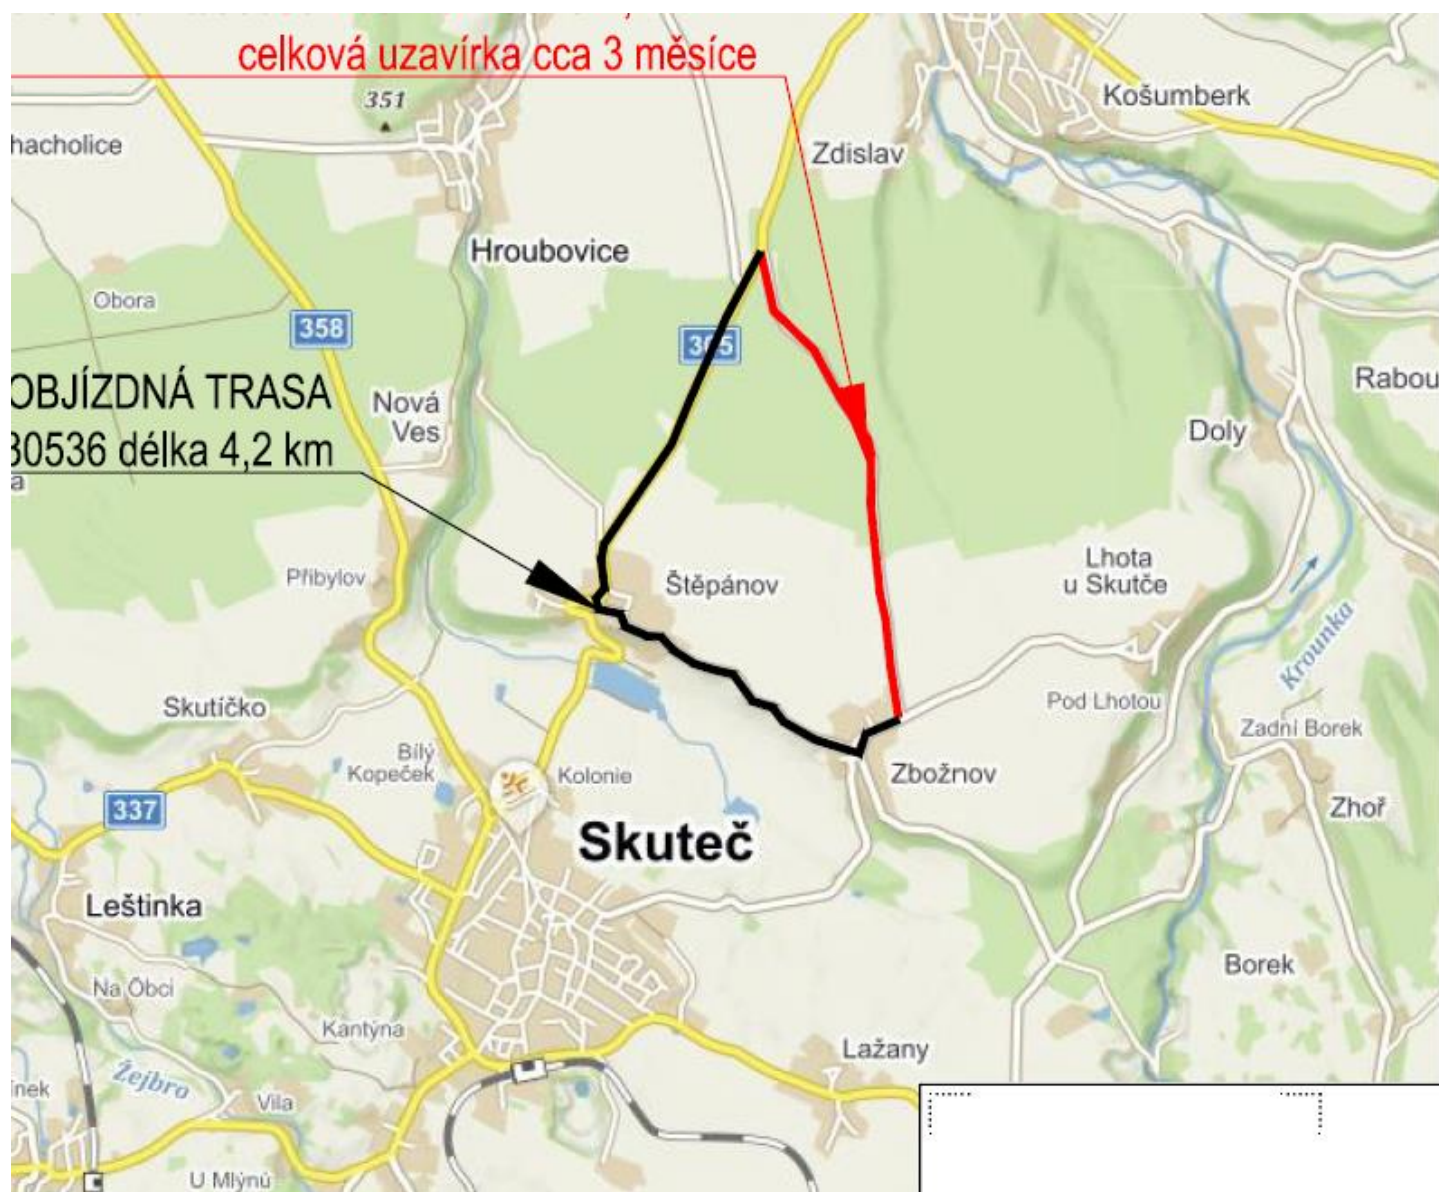 celková uzavírka cca 3 měsíce
351
Košumberk
hacholice
Zdislav
Hroubovice
Obora
358
305
OBJÍZDNÁ TRASA
30536 délka 4,2 km
Nová
Ves
Rabou
Doly
a
Lhota
u Skutče
Přibylov
Štěpánov
Krounka
Skutíčko
Pod Lhotou
Zadní Borek
Bílý
Kopeček
Kolonie
Zbožnov
337
Zhoř
Skuteč
Leštinka
Borek
Na Obci
Kantýna
Lažany
Žejbro
ínek
Vila
U Mlýnů